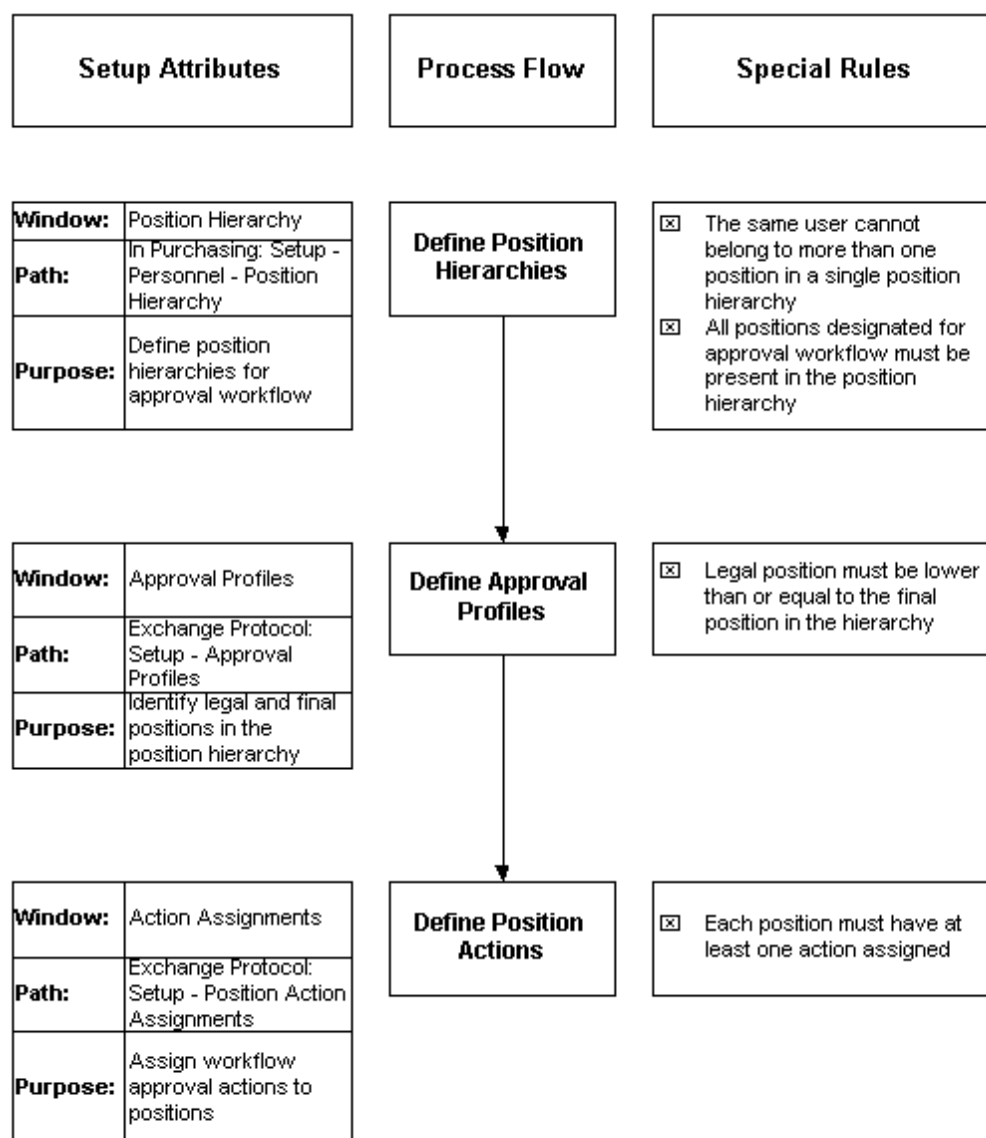 Setup Attributes
Process Flow
Special Rules
Window:
Position Hierarchy
Path:
In Purchasing: Setup -
Personnel - Position
Hierarchy
Purpose:
Define position
hierarchies for
approval workflow
Define Position
Hierarchies
The same user cannot
belong to more than one
position in a single position
hierarchy
All positions designated for
approval workflow must be
present in the position
hierarchy
Window:
Approval Profiles
Path:
Exchange Protocol:
Setup - Approval
Profiles
Purpose:
Identify legal and final
positions in the
position hierarchy
Define Approval
Profiles
Legal position must be lower
than or equal to the final
position in the hierarchy
Window:
Action Assignments
Path:
Exchange Protocol:
Setup - Position Action
Assignments
Purpose:
Assign workflow
approval actions to
positions
Define Position
Actions
Each position must have at
least one action assigned